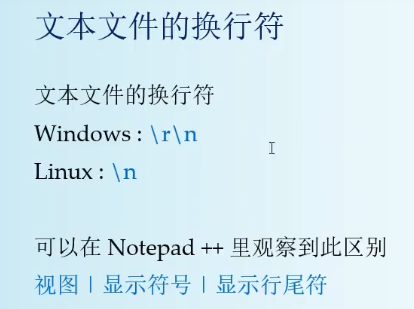 文本文件的换行符
文本文件的换行符
Windows : \r\n
Linux : \n
可以在 Notepad ++ 里观察到此区别
视图 | 显示符号 | 显示行尾符